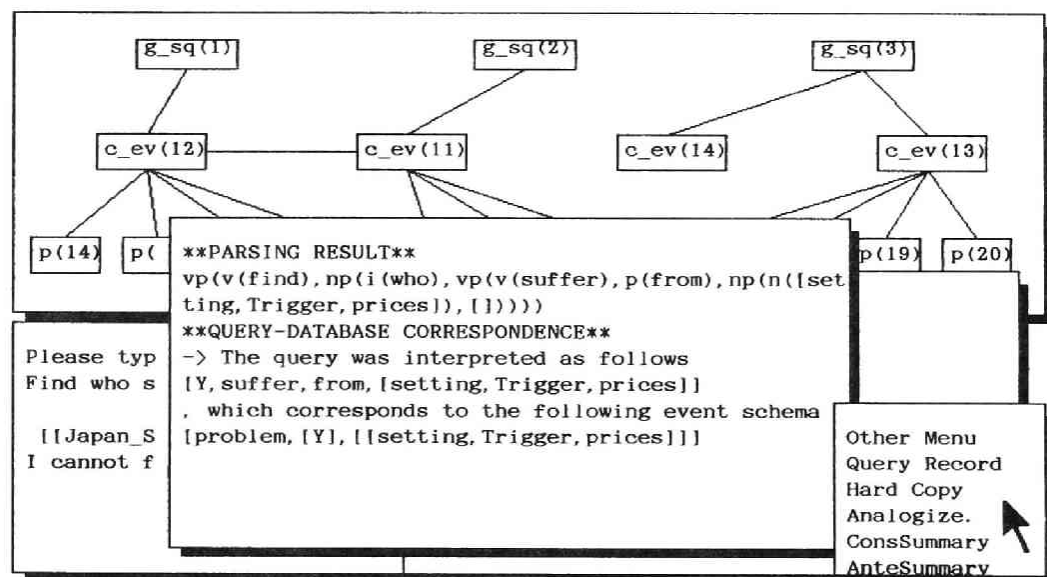 g_sq(1) g_sq(2) g_sq(3)
c_ev(12) c_ev(11) c_ev(14) c_ev(13)
p(14) p( p(19) p(20)
**PARSING RESULT**
vp(v(find),np(i(who),vp(v(suffer),p(from),np(n([set
ting,Trigger,prices]),[]))))
**QUERY-DATABASE CORRESPONDENCE**
-> The query was interpreted as follows
[Y,suffer,from,[setting,Trigger,prices]]
, which corresponds to the following event schema
[problem,[Y],[[setting,Trigger,prices]]]
Please typ
Find who s
[[Japan_S
I cannot f
Other Menu
Query Record
Hard Copy
Analogize.
ConsSummary
AnteSummary